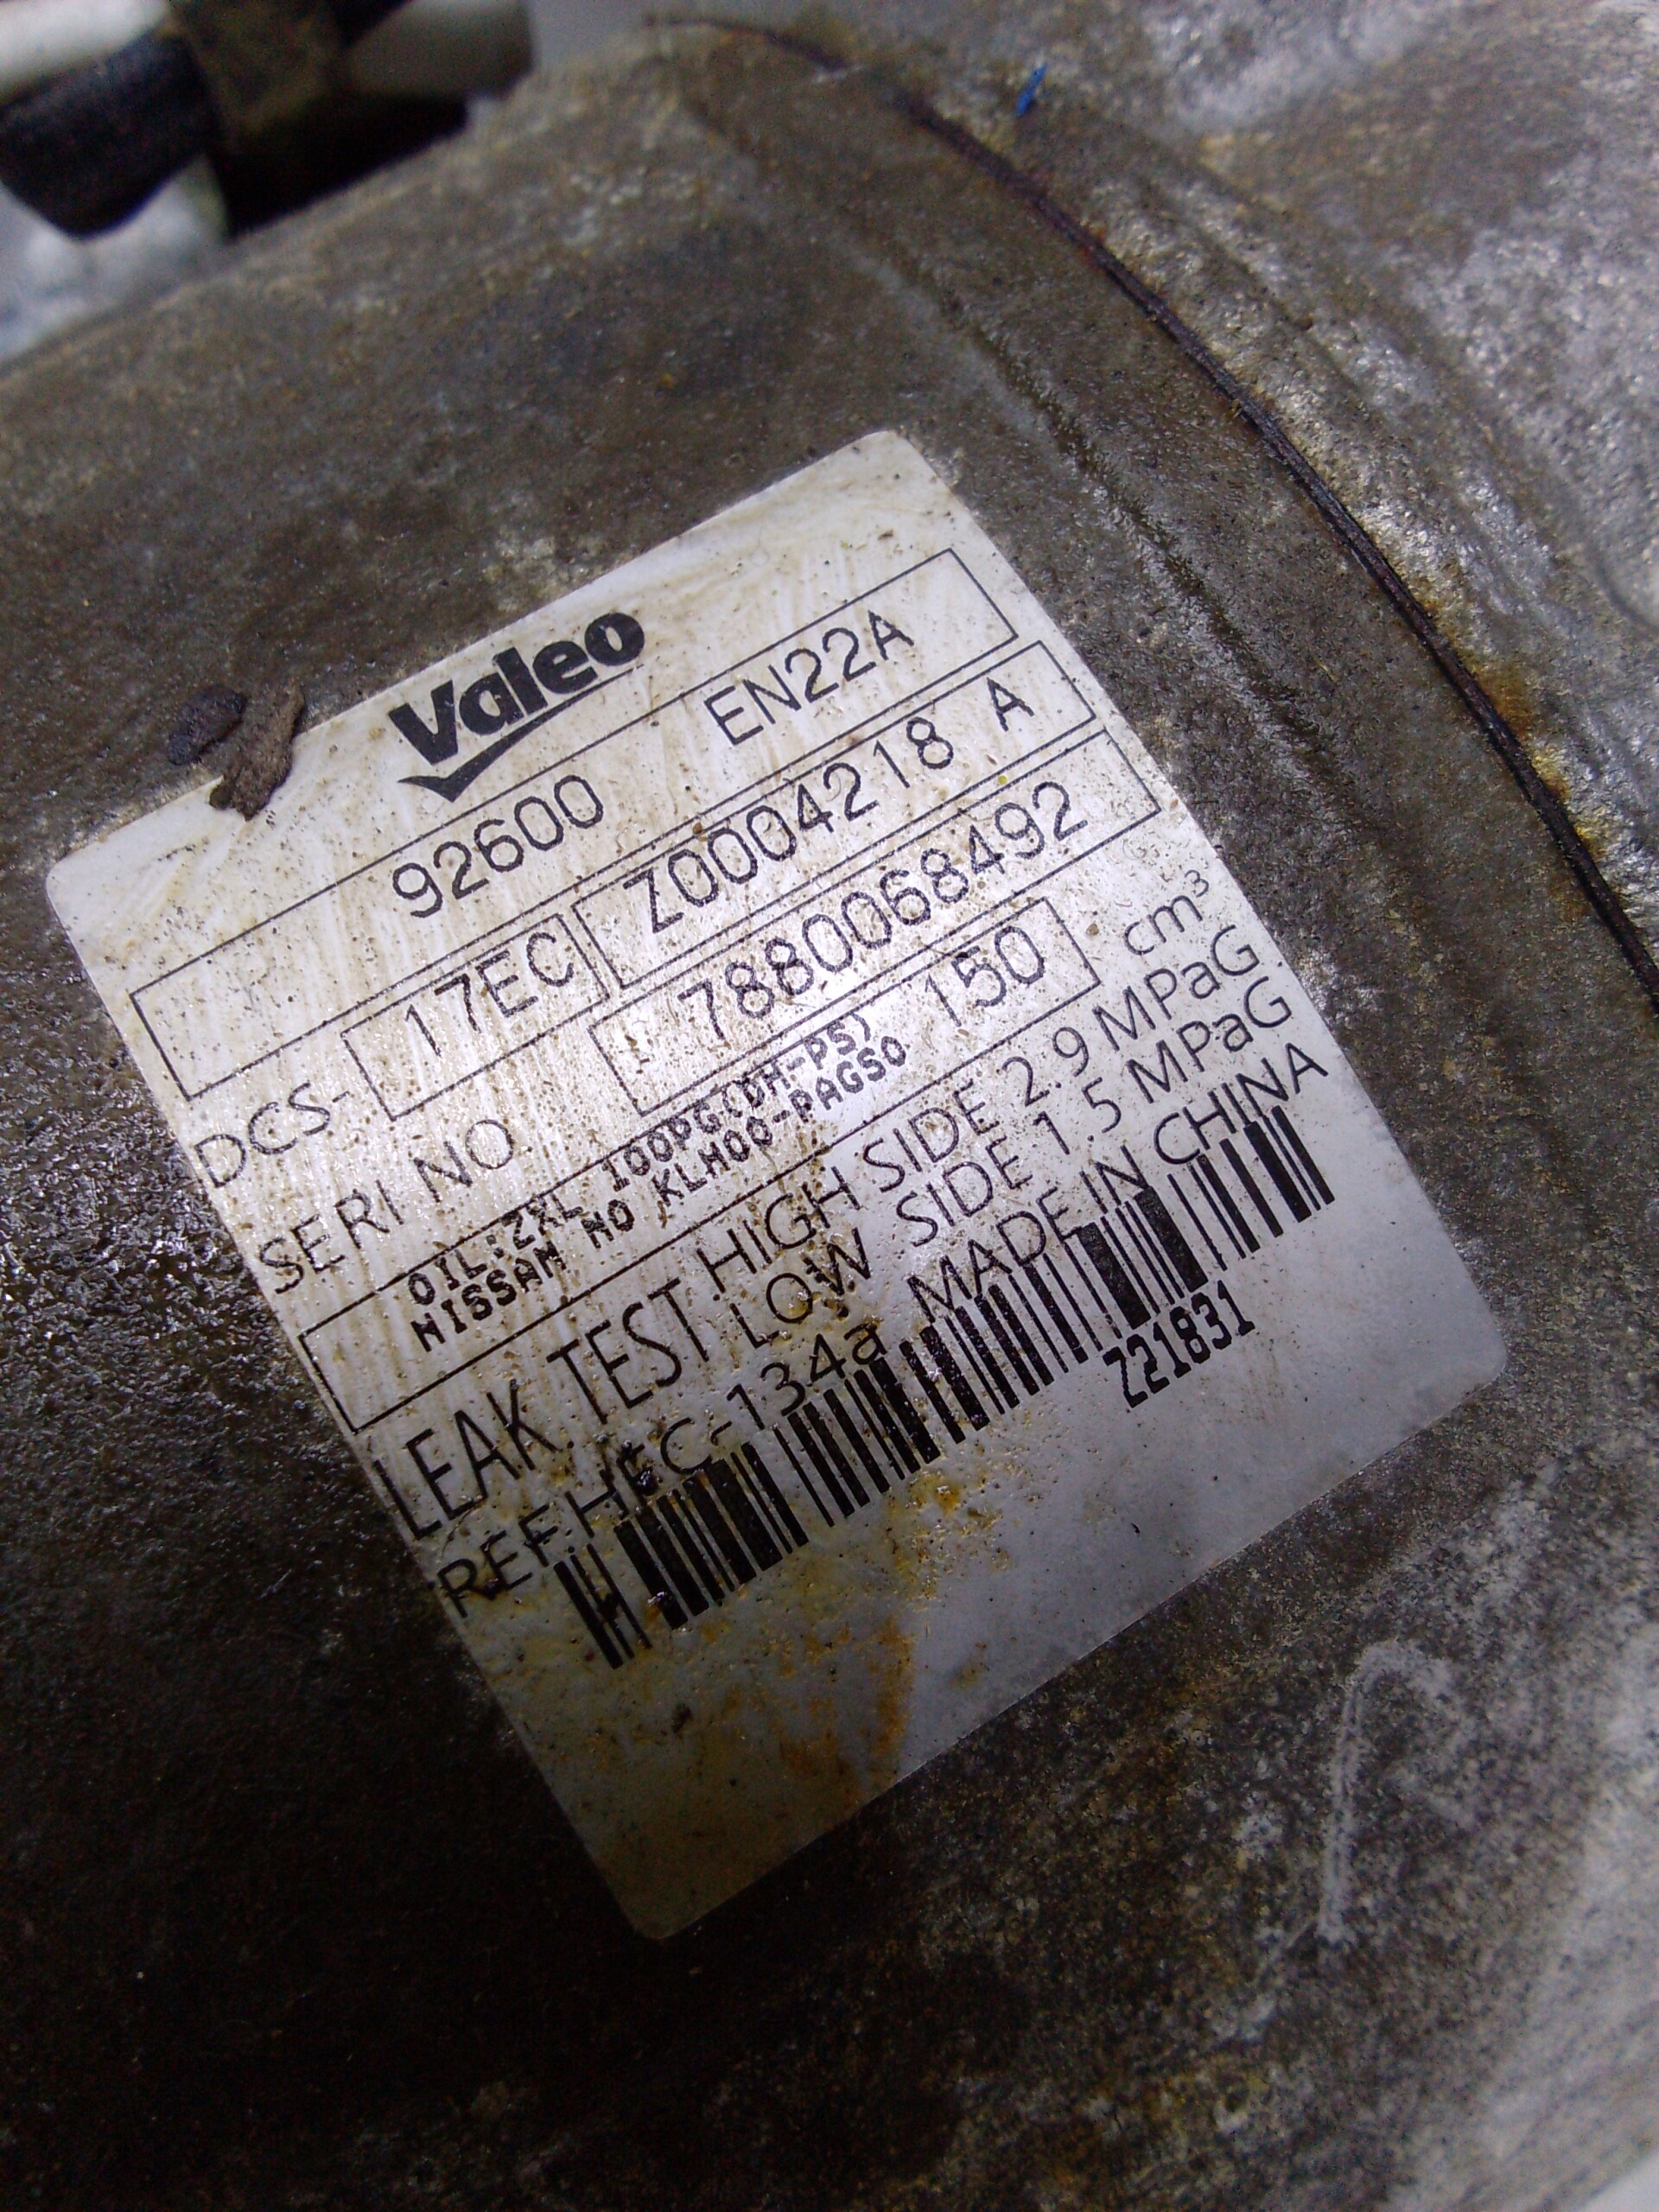 Valeo
92600 EN22A
DCS- 17EC Z0004218 A
SERI NO. 7880068492
OIL:ZXL 100PG(DH-PS) 150 cm³
NISSAN NO KLH00-PAGS0
LEAK TEST HIGH SIDE 2.9 MPaG
LOW SIDE 1.5 MPaG
REF.HFC-134a MADE IN CHINA
Z21831